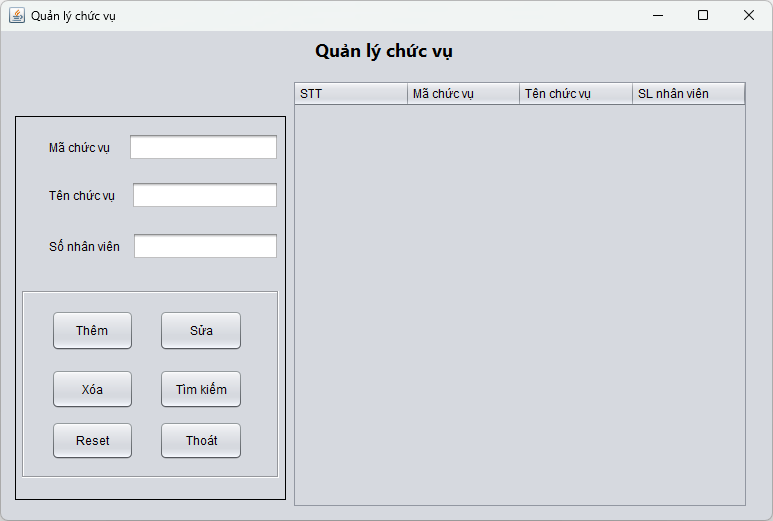 Quản lý chức vụ
Quản lý chức vụ
STT Mã chức vụ Tên chức vụ SL nhân viên
Mã chức vụ
Tên chức vụ
Số nhân viên
Thêm Sửa
Xóa Tìm kiếm
Reset Thoát